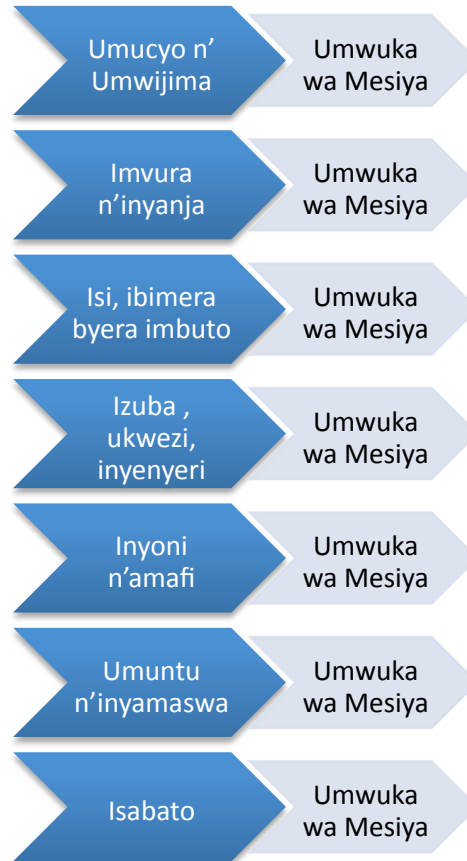 Umucyo n'
Umwijima
Umwuka
wa Mesiya
Imvura
n'inyanja
Umwuka
wa Mesiya
Isi, ibimera
byera imbuto
Umwuka
wa Mesiya
Izuba ,
ukwezi,
inyenyeri
Umwuka
wa Mesiya
Inyoni
n'amafi
Umwuka
wa Mesiya
Umuntu
n'inyamaswa
Umwuka
wa Mesiya
Isabato
Umwuka
wa Mesiya